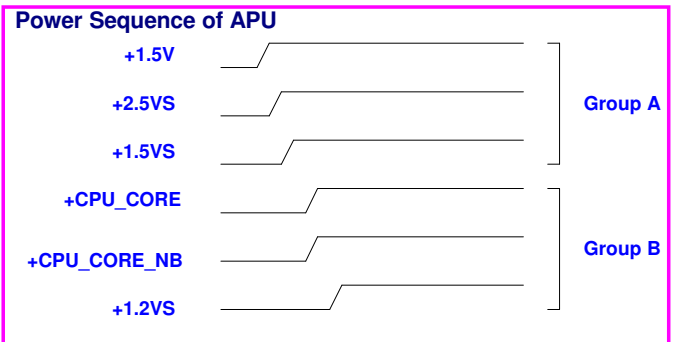 Power Sequence of APU
+1.5V
+2.5VS
Group A
+1.5VS
+CPU_CORE
+CPU_CORE_NB
Group B
+1.2VS